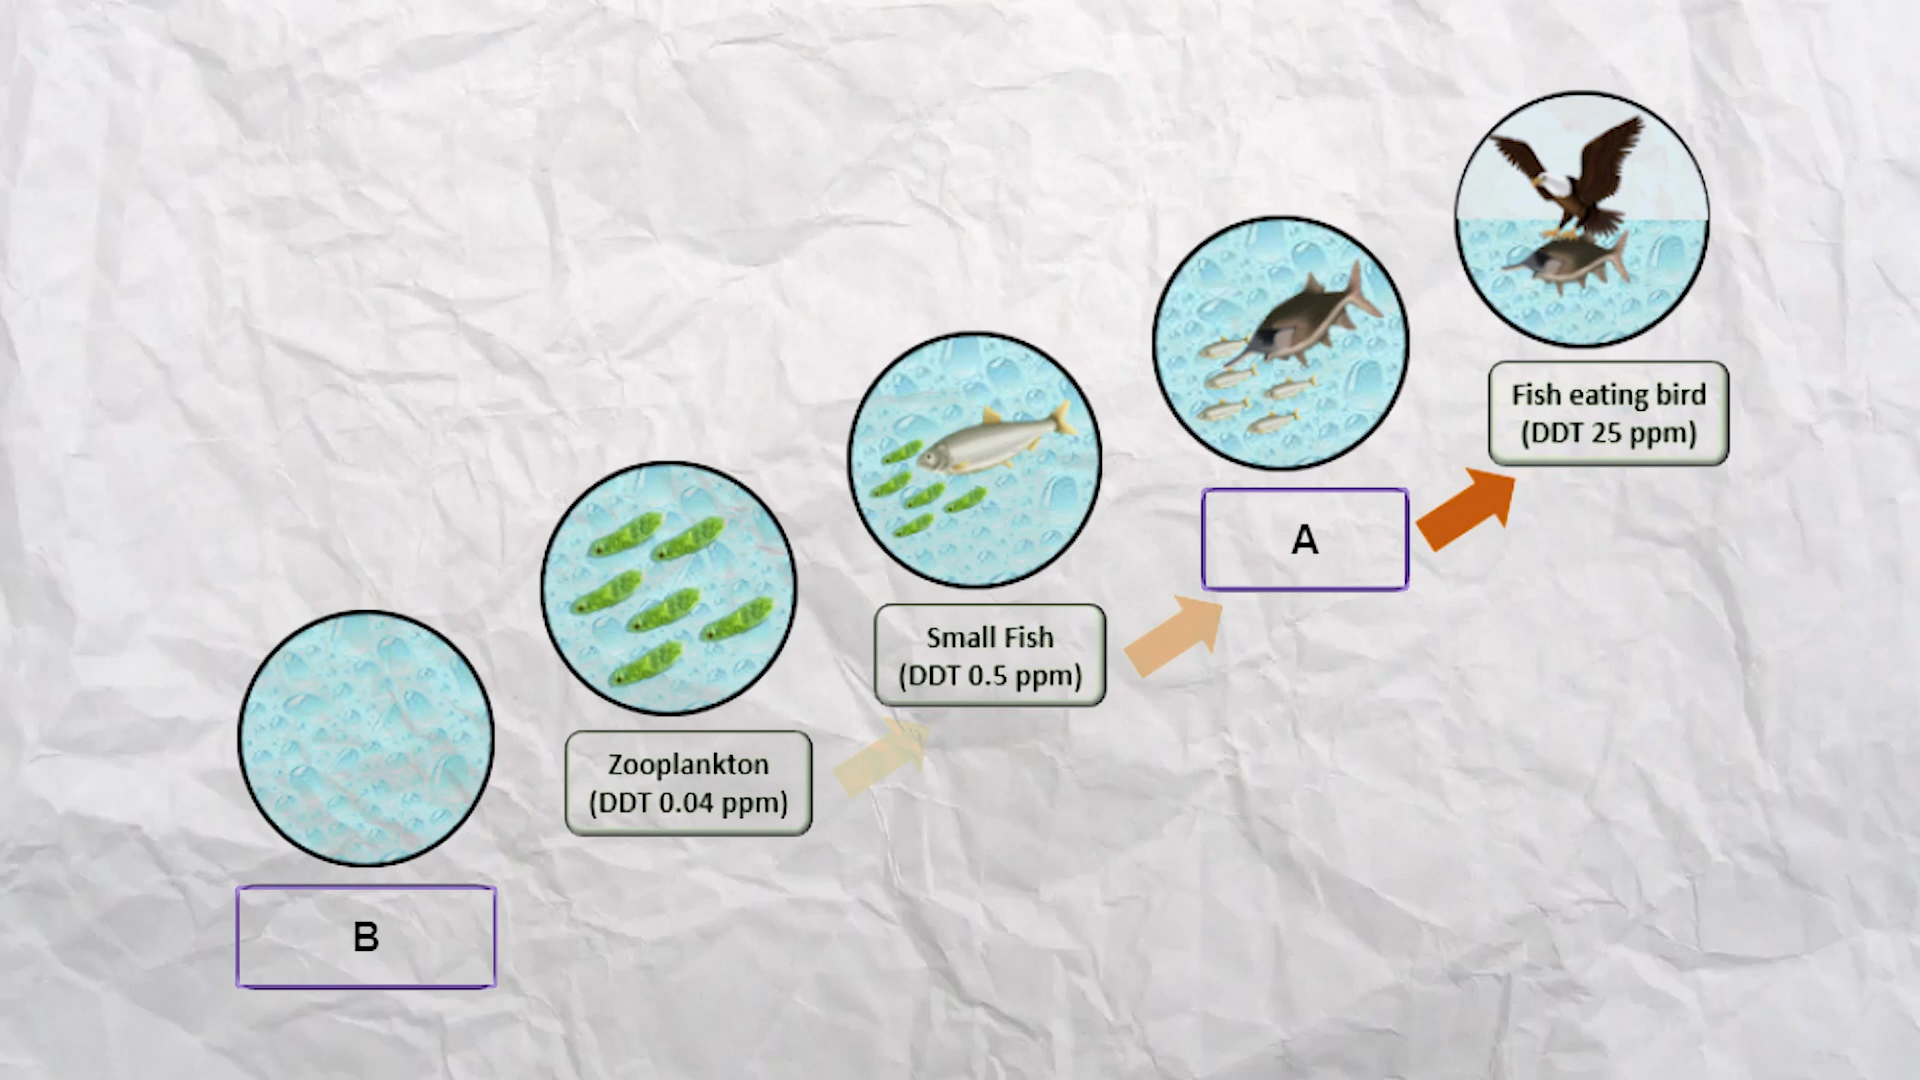 Fish eating bird
(DDT 25 ppm)
A
Small Fish
(DDT 0.5 ppm)
Zooplankton
(DDT 0.04 ppm)
B